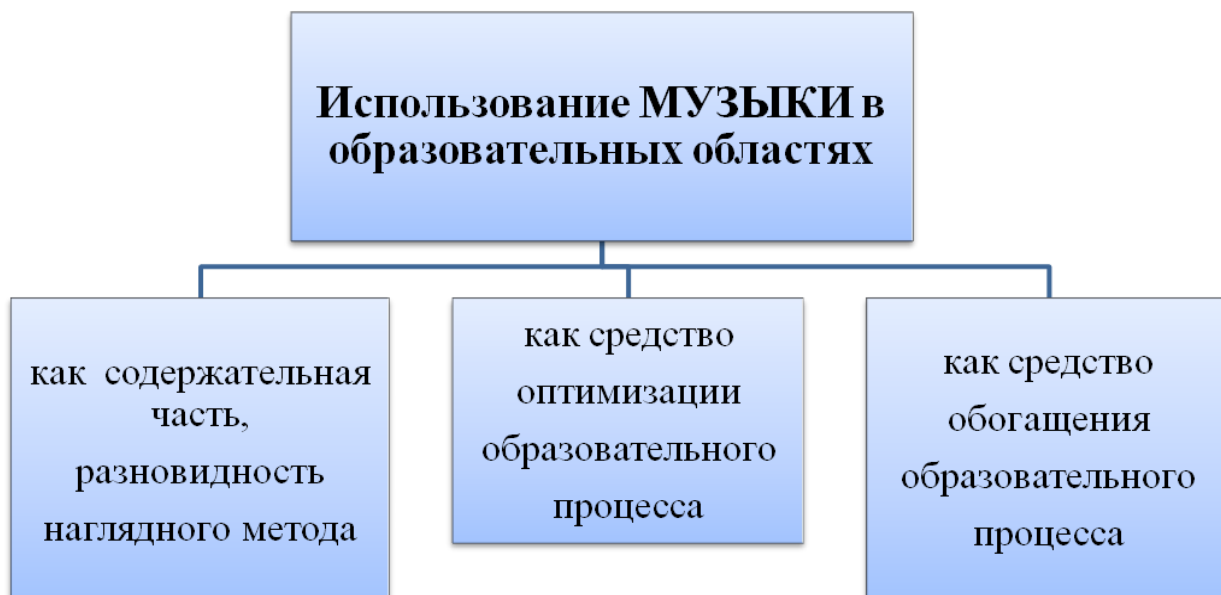 Использование МУЗЫКИ в
образовательных областях
как содержательная
часть,
разновидность
наглядного метода
как средство
оптимизации
образовательного
процесса
как средство
обогащения
образовательного
процесса